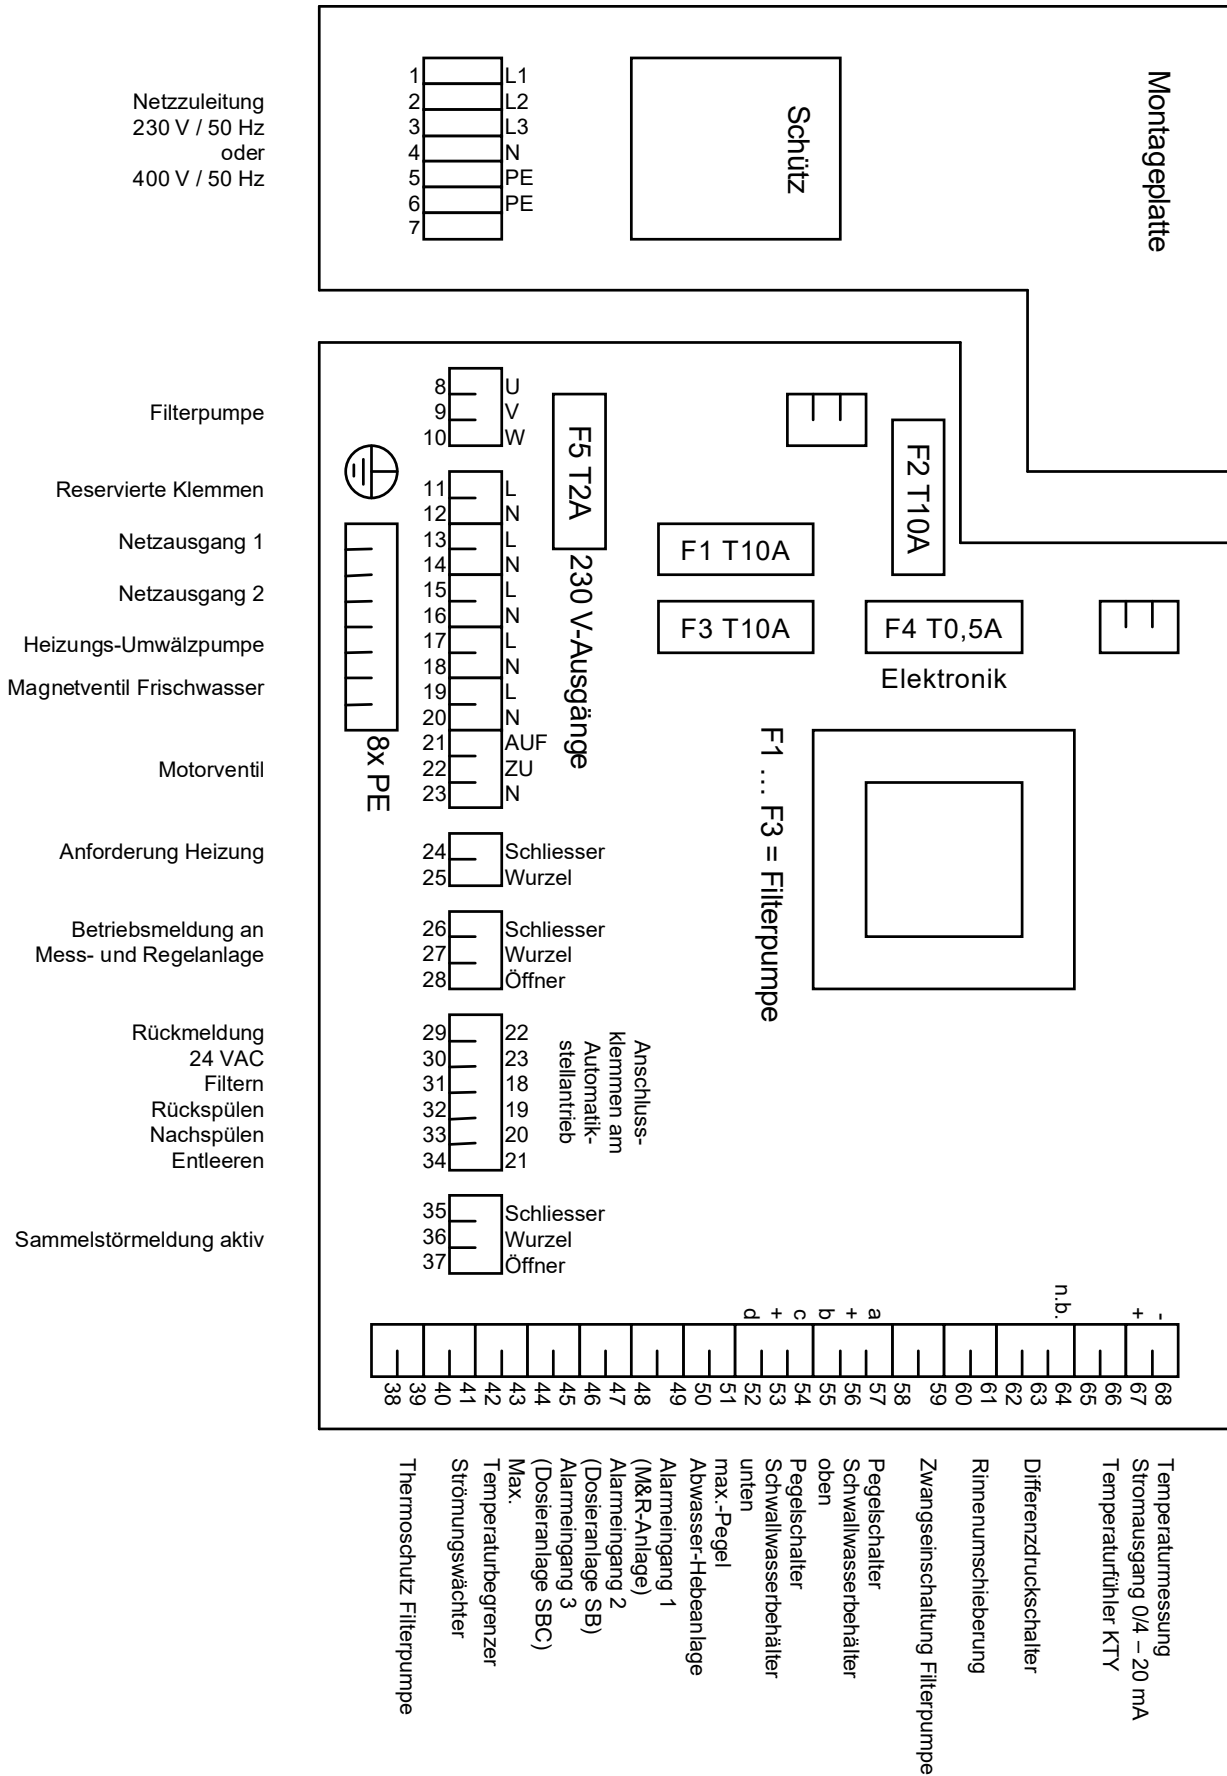 Netzzuleitung
230 V / 50 Hz
oder
400 V / 50 Hz
1 L1
2 L2
3 L3
4 N
5 PE
6 PE
7
Schütz
Montageplatte
Filterpumpe
8 U
9 V
10 W
F5 T2A
230 V-Ausgänge
F2 T10A
F1 T10A
F3 T10A
F4 T0,5A
Elektronik
F1 … F3 = Filterpumpe
8x PE
Reservierte Klemmen
11 L
12 N
Netzausgang 1
13 L
14 N
Netzausgang 2
15 L
16 N
Heizungs-Umwälzpumpe
17 L
18 N
Magnetventil Frischwasser
19 L
20 N
Motorventil
21 AUF
22 ZU
23 N
Anforderung Heizung
24 Schliesser
25 Wurzel
Betriebsmeldung an
Mess- und Regelanlage
26 Schliesser
27 Wurzel
28 Öffner
Rückmeldung 29 22
24 VAC 30 23
Filtern 31 18
Rückspülen 32 19
Nachspülen 33 20
Entleeren 34 21
Anschluss-
klemmen am
Automatik-
stellantrieb
Sammelstörmeldung aktiv
35 Schliesser
36 Wurzel
37 Öffner
d + c b + a n.b. + -
38 39 40 41 42 43 44 45 46 47 48 49 50 51 52 53 54 55 56 57 58 59 60 61 62 63 64 65 66 67 68
Thermoschutz Filterpumpe
Strömungswächter
Temperaturbegrenzer
Max.
(Dosieranlage SBC)
Alarmeingang 3
(Dosieranlage SB)
Alarmeingang 2
(M&R-Anlage)
Alarmeingang 1
Abwasser-Hebeanlage
max.-Pegel
unten
Schwallwasserbehälter
Pegelschalter
oben
Schwallwasserbehälter
Pegelschalter
Zwangseinschaltung Filterpumpe
Rinnenumschieberung
Differenzdruckschalter
Temperaturfühler KTY
Stromausgang 0/4 – 20 mA
Temperaturmessung